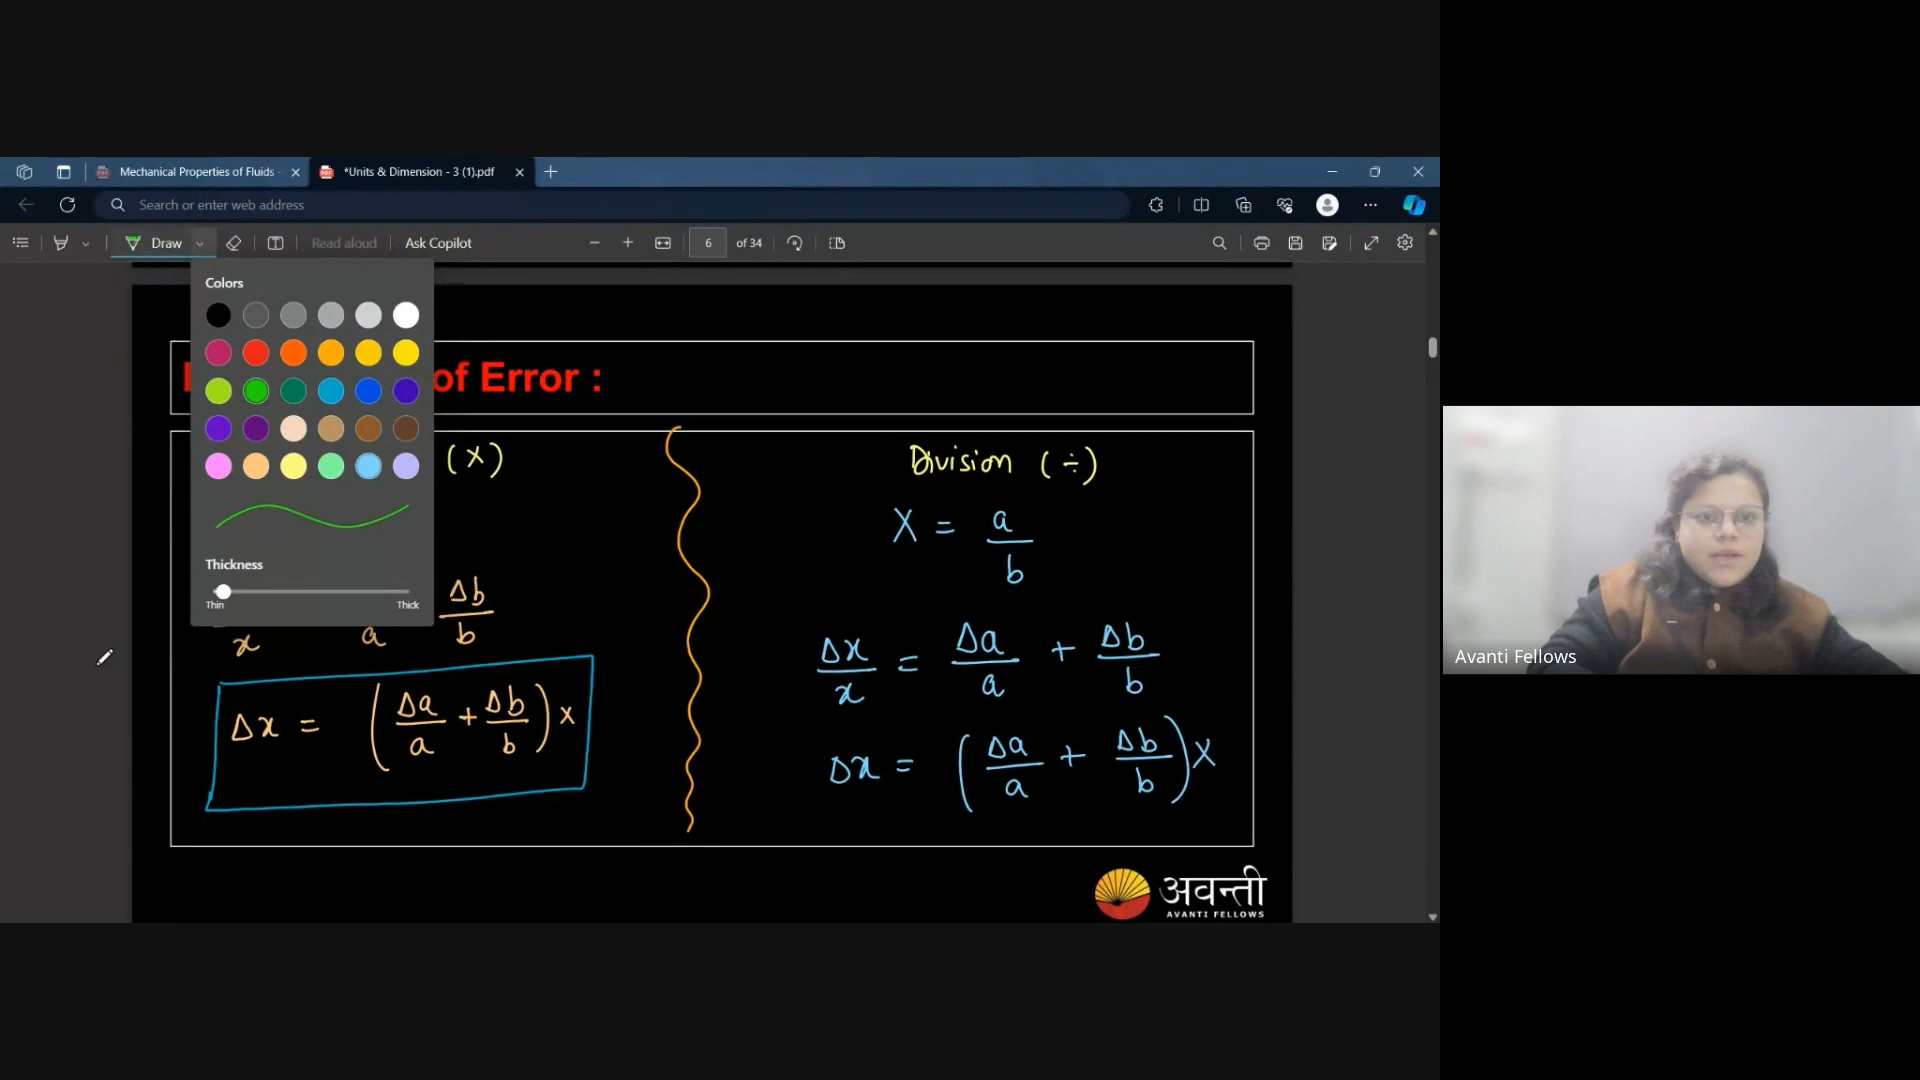 Mechanical Properties of Fluids
*Units & Dimension - 3 (1).pdf
Search or enter web address
Draw
Read aloud
Ask Copilot
6
of 34
Colors
Thickness
Thin
Thick
of Error :
(x)
Δb
x
a
b
Δx = (Δa/a + Δb/b) x
Division (÷)
X = a/b
Δx/x = Δa/a + Δb/b
Δx = (Δa/a + Δb/b) X
अवन्ती
AVANTI FELLOWS
Avanti Fellows